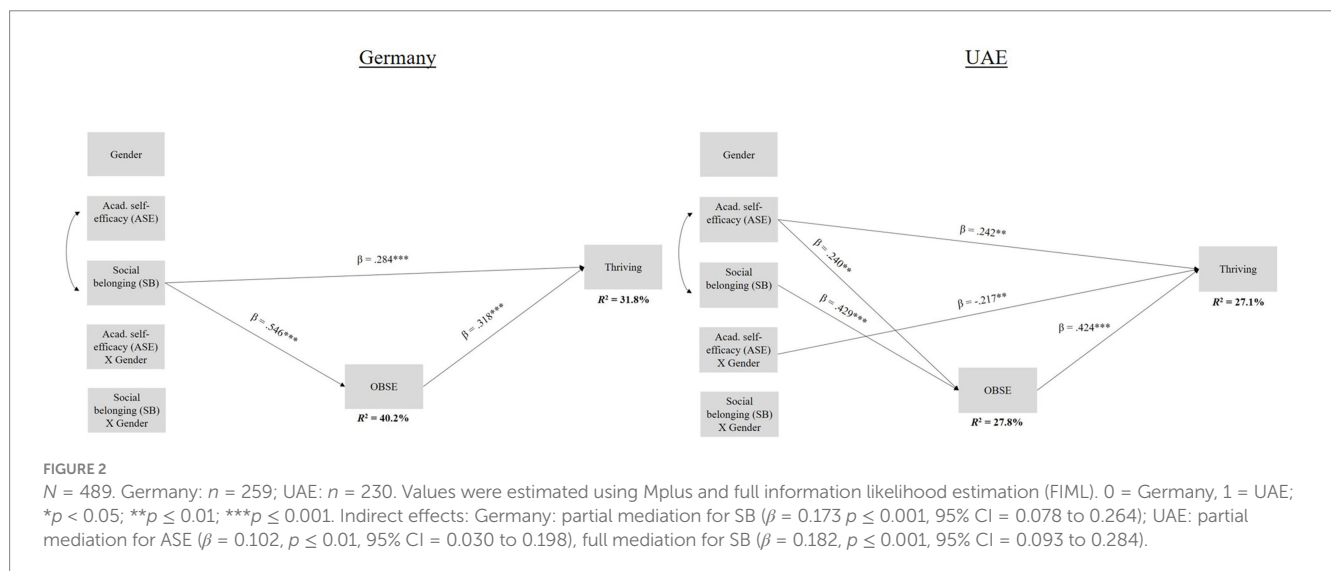 Germany
Gender
Acad. self-
efficacy (ASE)
Social
belonging (SB)
Acad. self-
efficacy (ASE)
X Gender
Social
belonging (SB)
X Gender
β = .284***
β = .546***
β = .318***
OBSE
R² = 40.2%
Thriving
R² = 31.8%
UAE
Gender
Acad. self-
efficacy (ASE)
Social
belonging (SB)
Acad. self-
efficacy (ASE)
X Gender
Social
belonging (SB)
X Gender
β = .242**
β = .240**
β = .429***
β = -.217**
β = .424***
OBSE
R² = 27.8%
Thriving
R² = 27.1%
FIGURE 2
N = 489. Germany: n = 259; UAE: n = 230. Values were estimated using Mplus and full information likelihood estimation (FIML). 0 = Germany, 1 = UAE;
*p < 0.05; **p ≤ 0.01; ***p ≤ 0.001. Indirect effects: Germany: partial mediation for SB (β = 0.173 p ≤ 0.001, 95% CI = 0.078 to 0.264); UAE: partial
mediation for ASE (β = 0.102, p ≤ 0.01, 95% CI = 0.030 to 0.198), full mediation for SB (β = 0.182, p ≤ 0.001, 95% CI = 0.093 to 0.284).